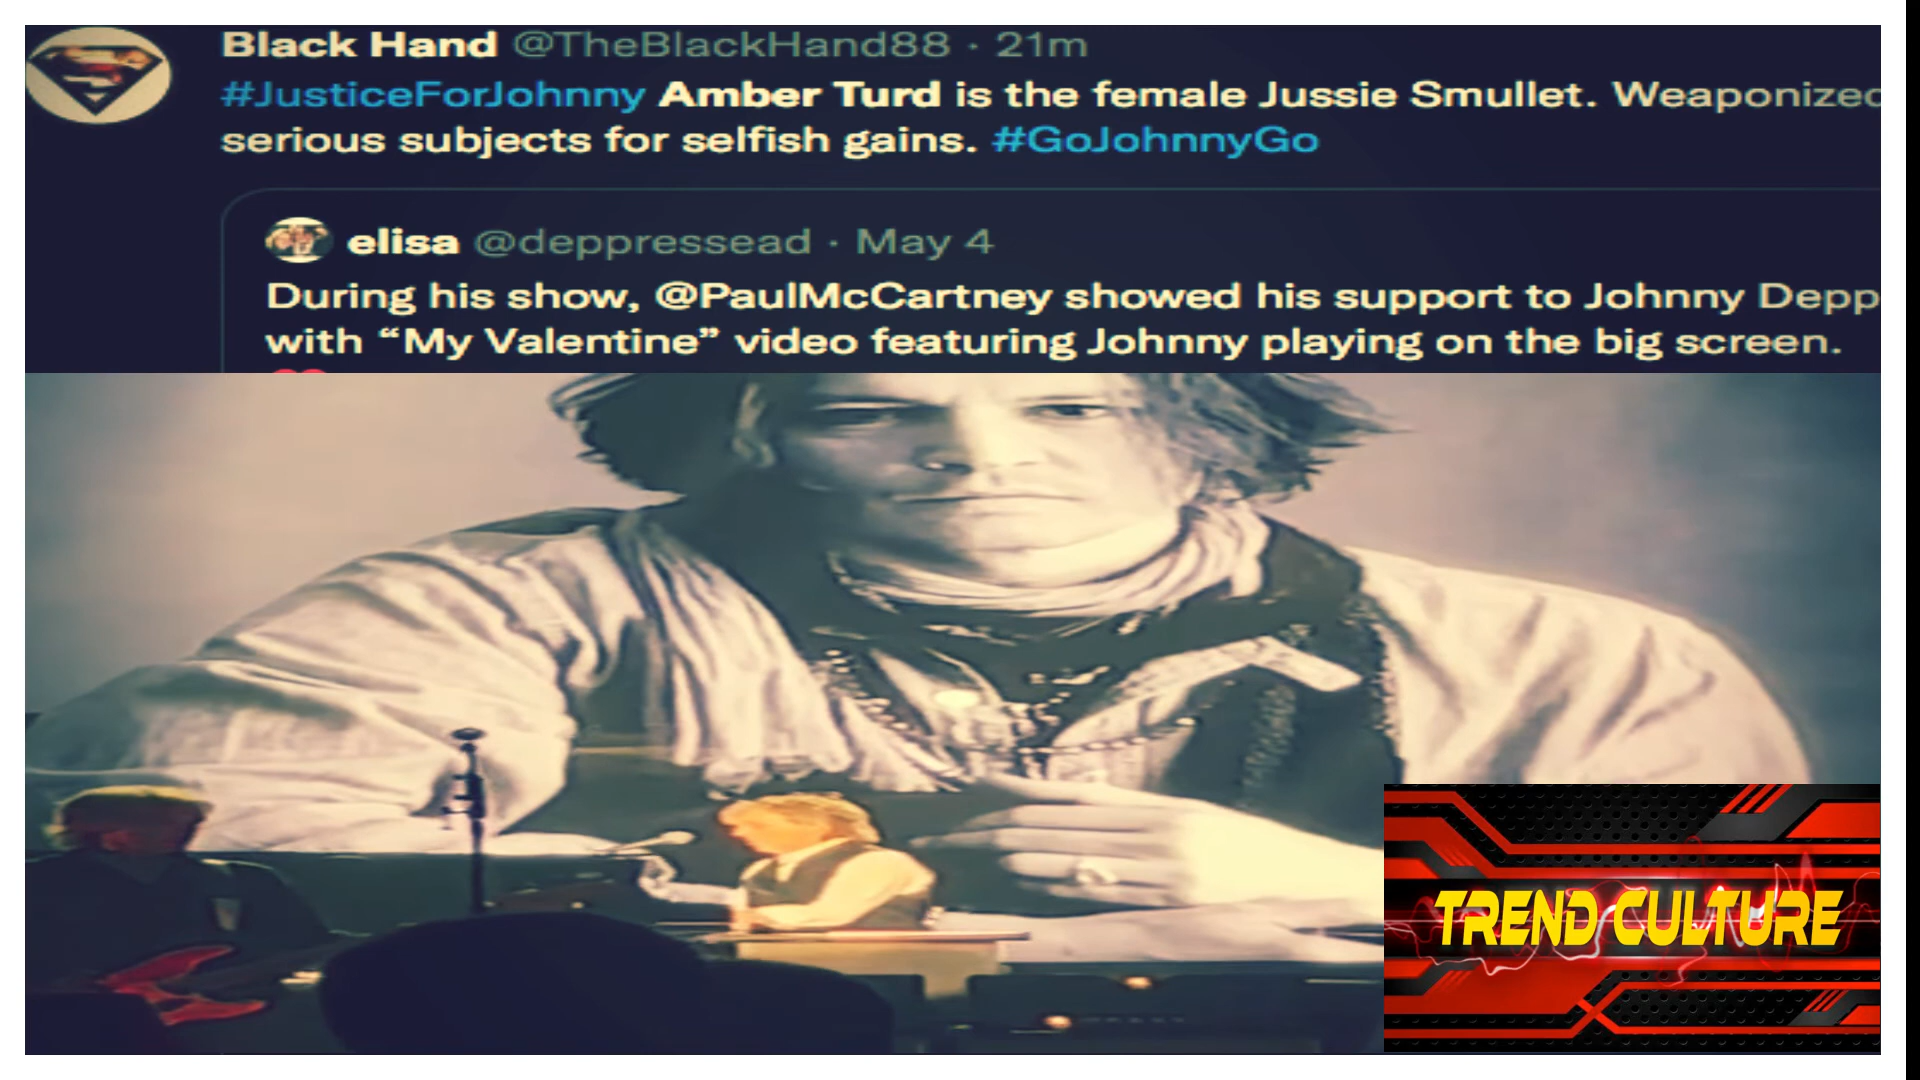 Black Hand @TheBlackHand88 · 21m
#JusticeForJohnny Amber Turd is the female Jussie Smullet. Weaponized
serious subjects for selfish gains. #GoJohnnyGo
elisa @deppressead · May 4
During his show, @PaulMcCartney showed his support to Johnny Depp
with “My Valentine” video featuring Johnny playing on the big screen.
TREND CULTURE